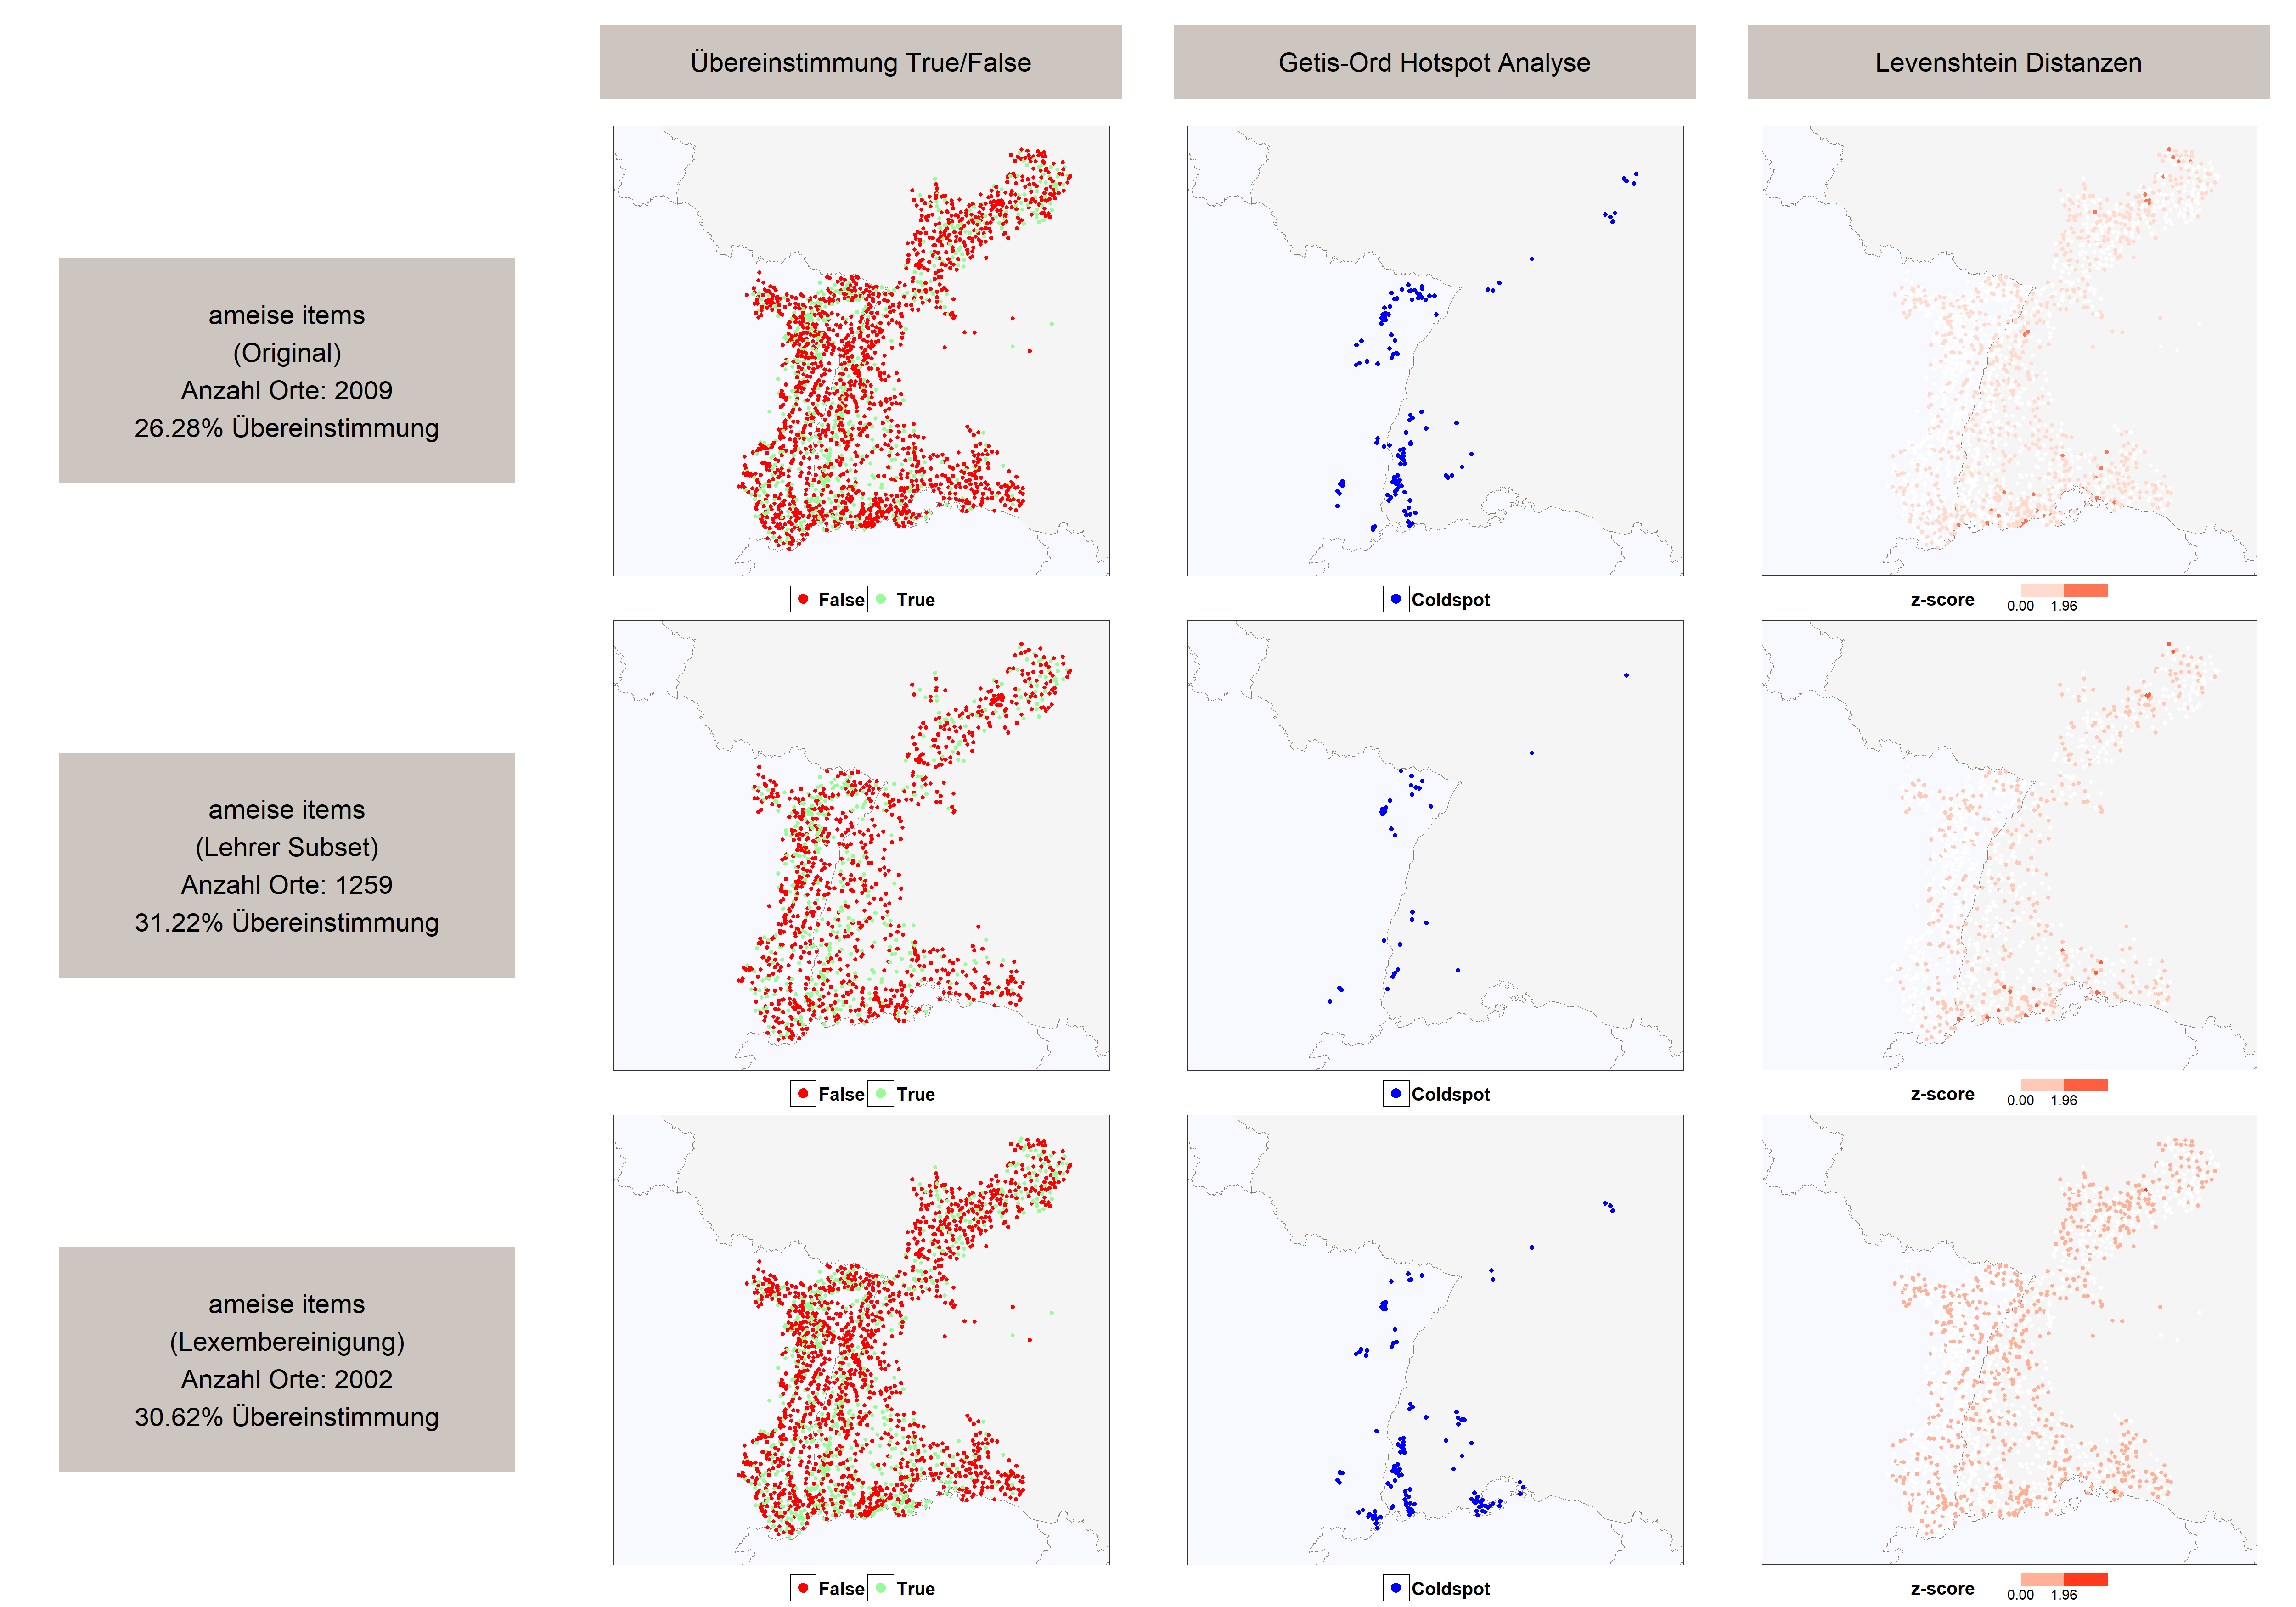 Übereinstimmung True/False
Getis-Ord Hotspot Analyse
Levenshtein Distanzen
ameise items
(Original)
Anzahl Orte: 2009
26.28% Übereinstimmung
False True
Coldspot
z-score
0.00 1.96
ameise items
(Lehrer Subset)
Anzahl Orte: 1259
31.22% Übereinstimmung
False True
Coldspot
z-score
0.00 1.96
ameise items
(Lexembereinigung)
Anzahl Orte: 2002
30.62% Übereinstimmung
False True
Coldspot
z-score
0.00 1.96